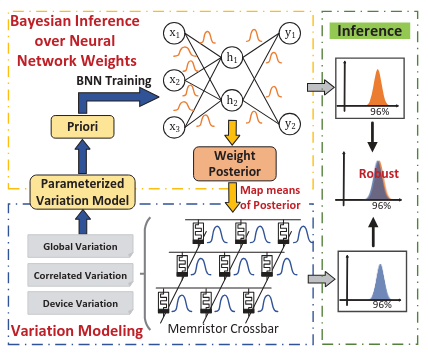 Bayesian Inference
over Neural
Network Weights
BNN Training
Priori
Parameterized
Variation Model
x1
x2
x3
h1
h2
y1
y2
Weight
Posterior
Map means
of Posterior
Global Variation
Correlated Variation
Device Variation
Variation Modeling
Memristor Crossbar
Inference
96%
Robust
96%
96%